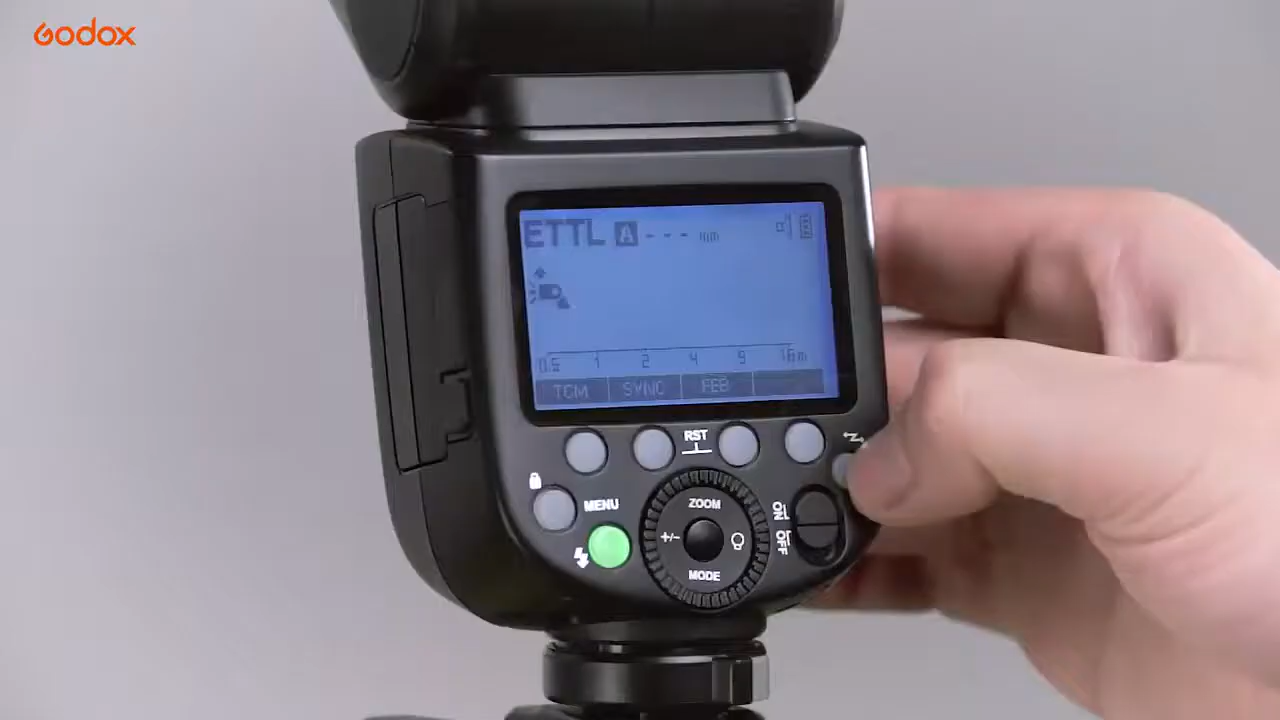 Godox
ETTL A --- mm
0.5 1 2 4 9 18m
TCM SYNC FEB
RST
MENU
ZOOM
+/-
MODE
ON
OFF